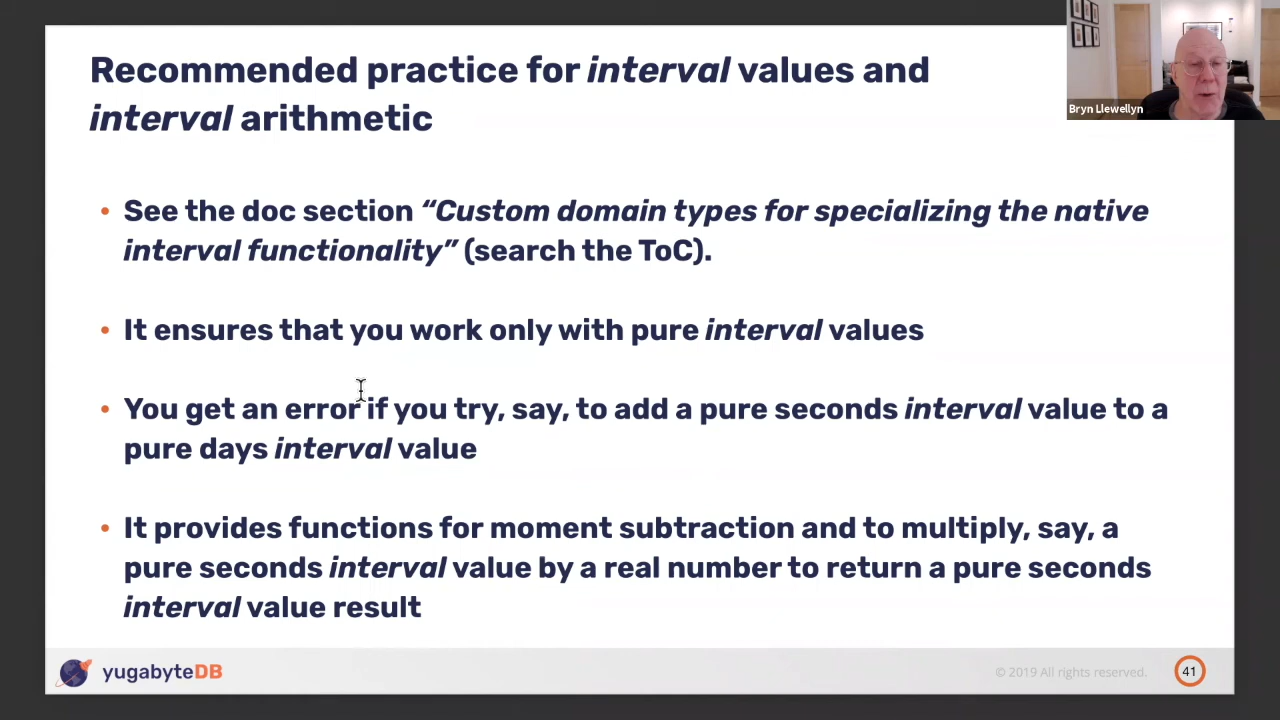 Recommended practice for interval values and
interval arithmetic
Bryn Llewellyn
• See the doc section “Custom domain types for specializing the native
interval functionality” (search the ToC).
• It ensures that you work only with pure interval values
• You get an error if you try, say, to add a pure seconds interval value to a
pure days interval value
• It provides functions for moment subtraction and to multiply, say, a
pure seconds interval value by a real number to return a pure seconds
interval value result
yugabyteDB
© 2019 All rights reserved.
41